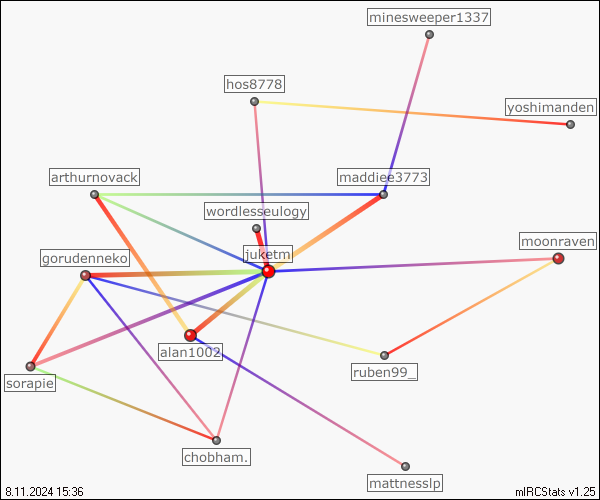 minesweeper1337
hos8778
yoshimanden
arthurnovack
maddiee3773
wordlesseulogy
moonraven
juketm
gorudenneko
alan1002
ruben99_
sorapie
chobham.
mattnesslp
8.11.2024 15:36
mIRCStats v1.25